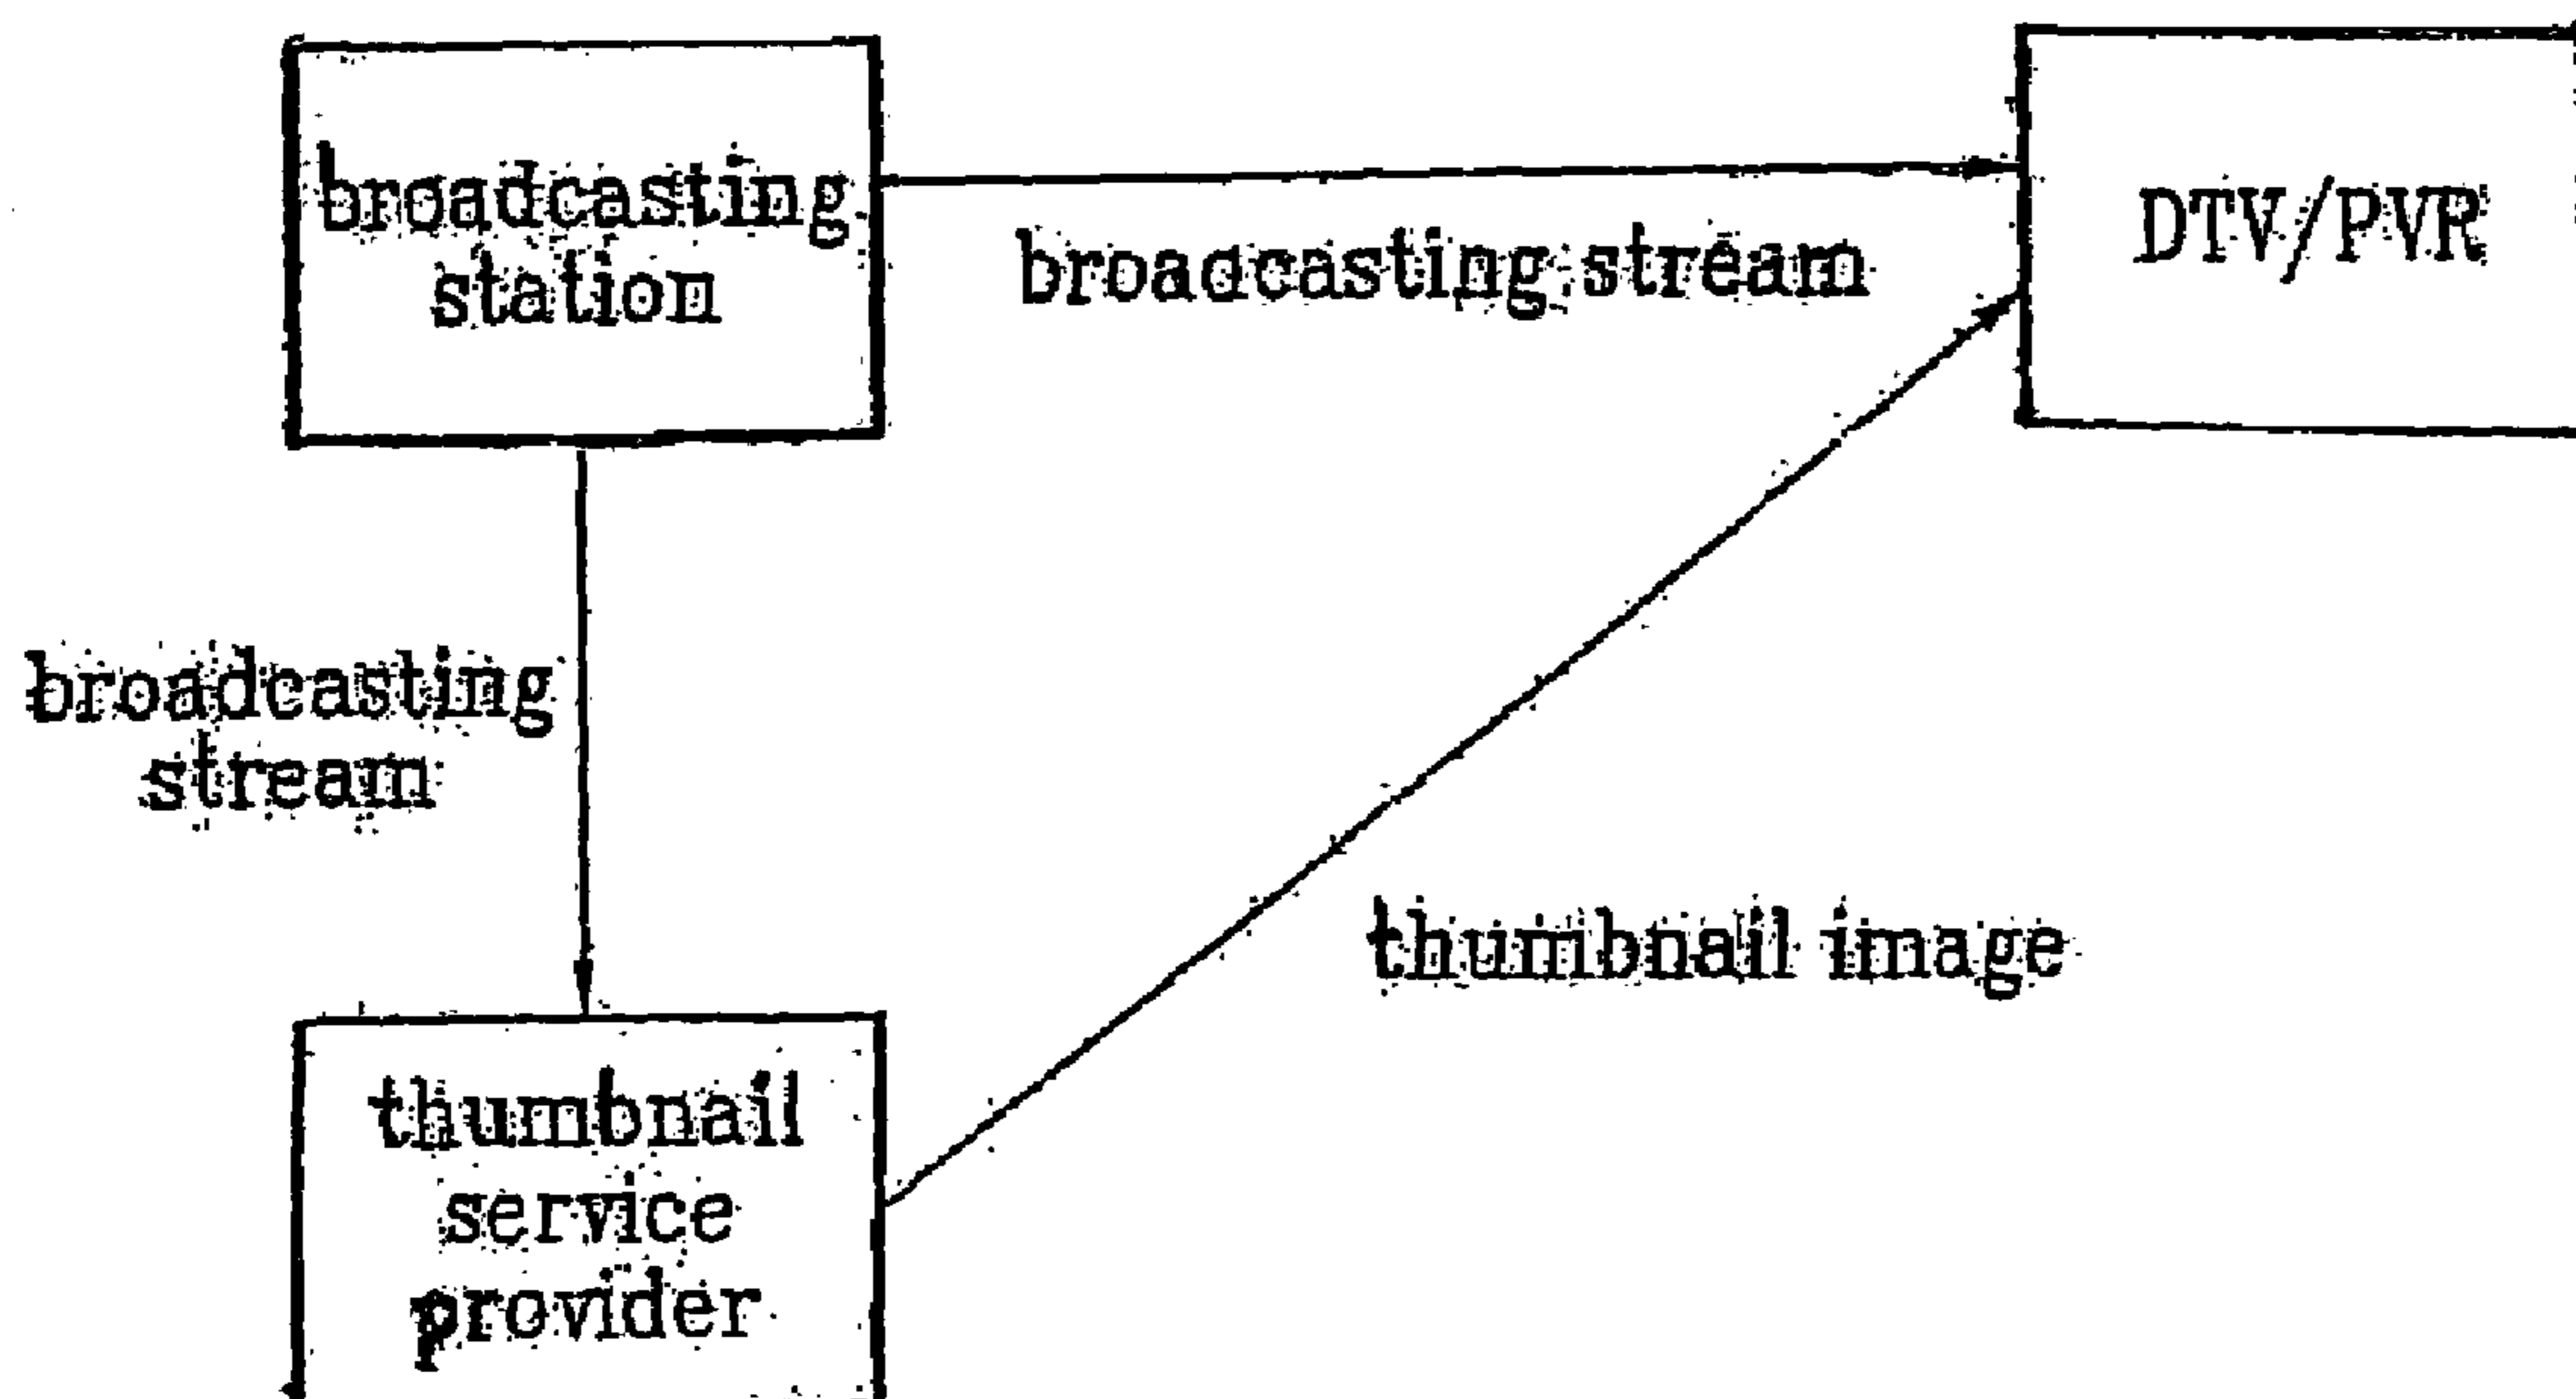 broadcasting
station
broadcasting stream
DTV/PVR
broadcasting
stream
thumbnail image
thumbnail
service
provider